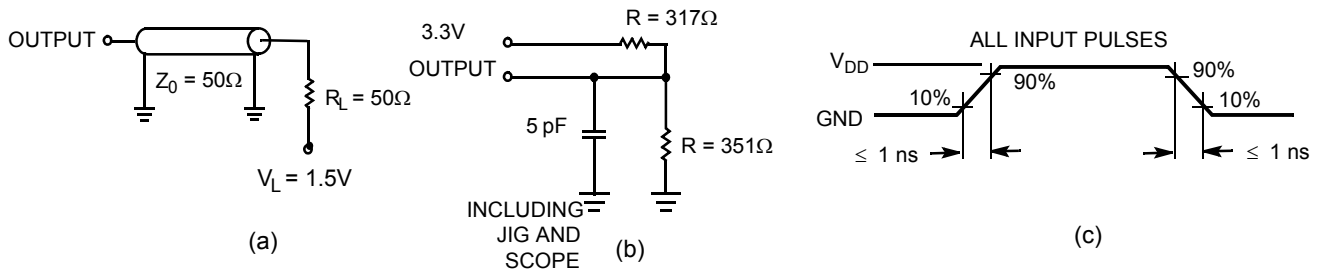 OUTPUT
Z0 = 50Ω
RL = 50Ω
VL = 1.5V
(a)
R = 317Ω
3.3V
OUTPUT
5 pF
R = 351Ω
INCLUDING
JIG AND
SCOPE
(b)
ALL INPUT PULSES
VDD
90%
90%
10%
10%
GND
≤ 1 ns
≤ 1 ns
(c)